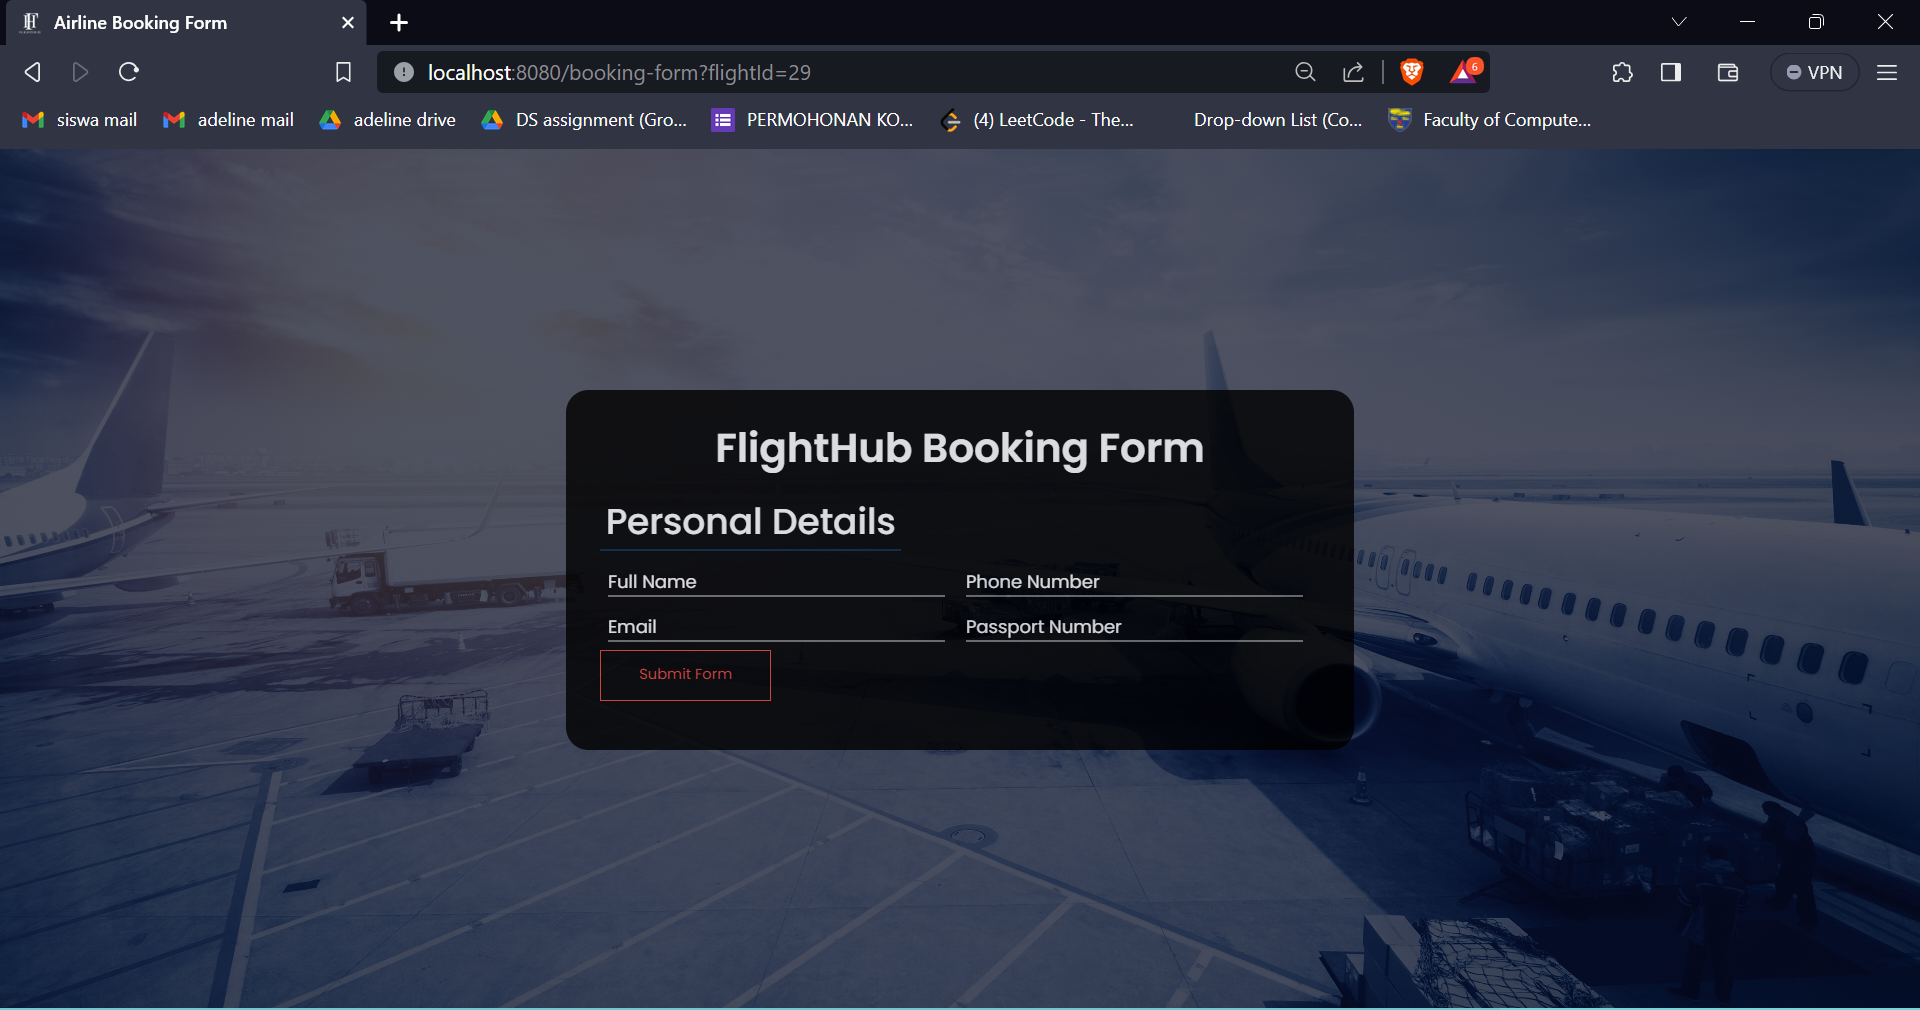 Airline Booking Form
localhost:8080/booking-form?flightId=29
6
VPN
siswa mail
adeline mail
adeline drive
DS assignment (Gro...
PERMOHONAN KO...
(4) LeetCode - The...
Drop-down List (Co...
Faculty of Compute...
FlightHub Booking Form
Personal Details
Full Name
Phone Number
Email
Passport Number
Submit Form